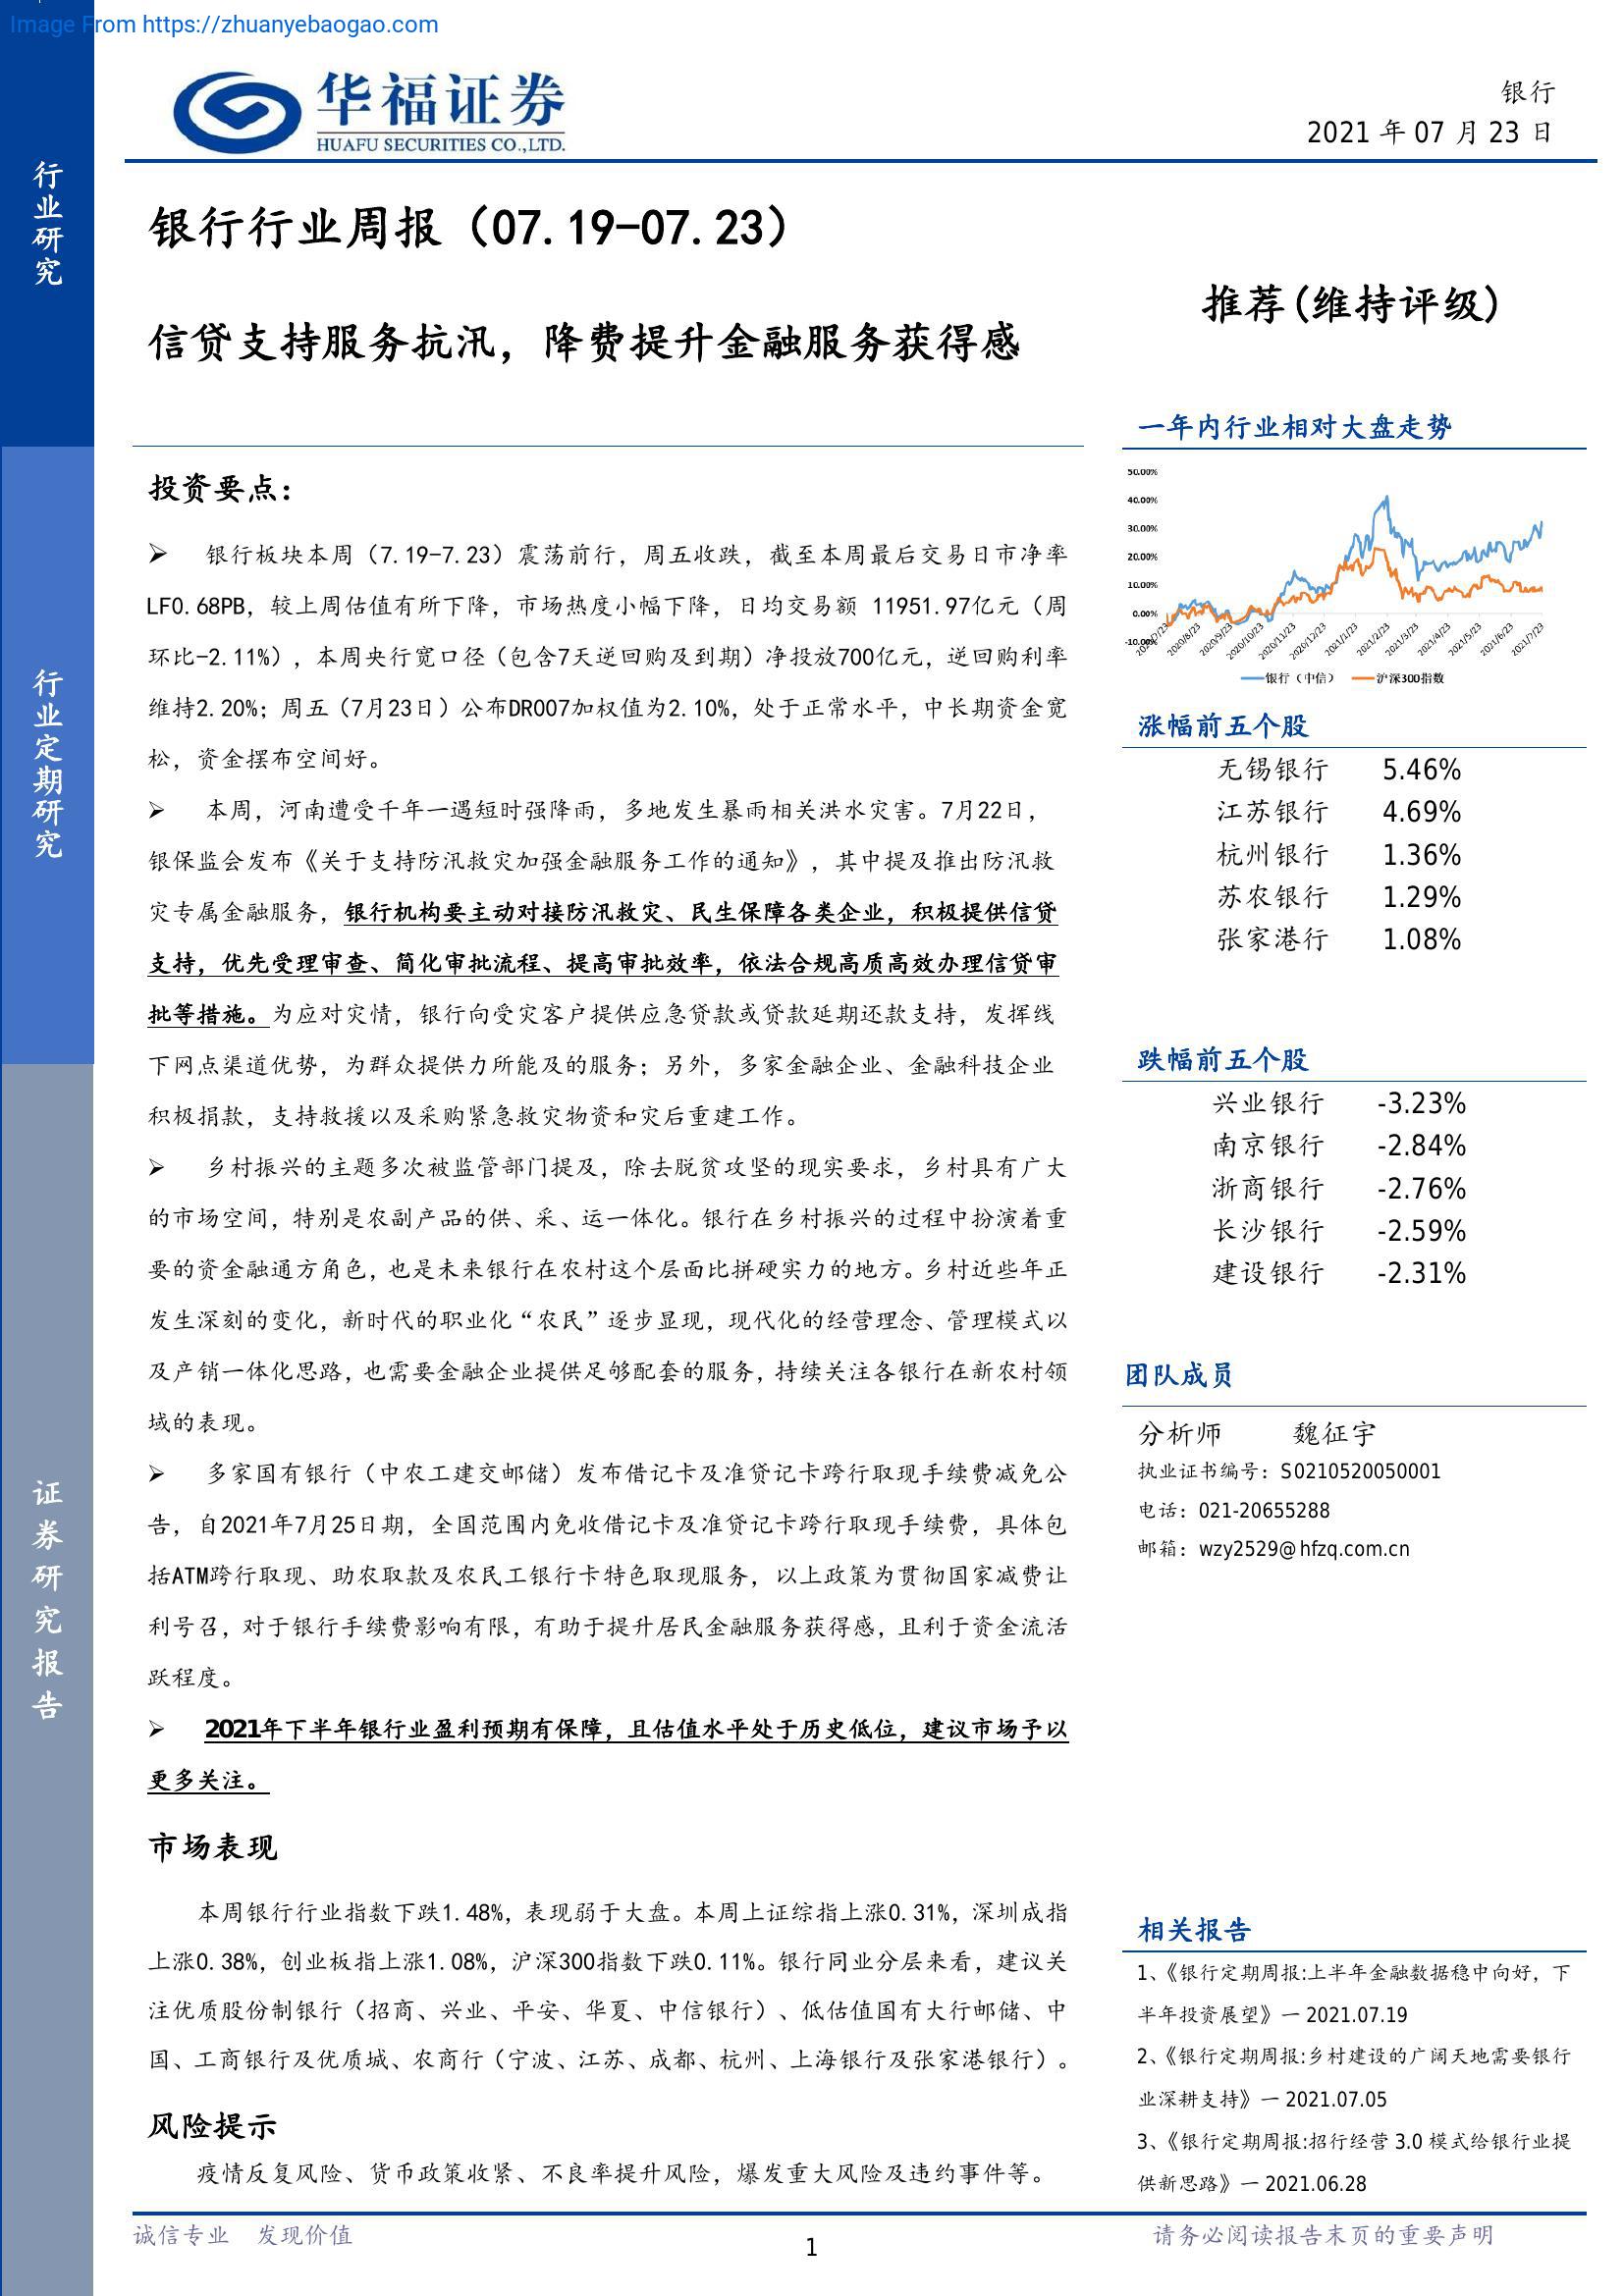 Image From https://zhuanyebaogao.com
华福证券
HUAFU SECURITIES CO.,LTD.
银行
2021 年 07 月 23 日
行业研究
行业定期研究
证券研究报告
银行行业周报（07.19-07.23）
信贷支持服务抗汛，降费提升金融服务获得感
推荐(维持评级)
投资要点：
➢ 银行板块本周（7.19-7.23）震荡前行，周五收跌，截至本周最后交易日市净率
LF0.68PB，较上周估值有所下降，市场热度小幅下降，日均交易额 11951.97亿元（周
环比-2.11%），本周央行宽口径（包含7天逆回购及到期）净投放700亿元，逆回购利率
维持2.20%；周五（7月23日）公布DR007加权值为2.10%，处于正常水平，中长期资金宽
松，资金摆布空间好。
➢ 本周，河南遭受千年一遇短时强降雨，多地发生暴雨相关洪水灾害。7月22日，
银保监会发布《关于支持防汛救灾加强金融服务工作的通知》，其中提及推出防汛救
灾专属金融服务，银行机构要主动对接防汛救灾、民生保障各类企业，积极提供信贷
支持，优先受理审查、简化审批流程、提高审批效率，依法合规高质高效办理信贷审
批等措施。为应对灾情，银行向受灾客户提供应急贷款或贷款延期还款支持，发挥线
下网点渠道优势，为群众提供力所能及的服务；另外，多家金融企业、金融科技企业
积极捐款，支持救援以及采购紧急救灾物资和灾后重建工作。
➢ 乡村振兴的主题多次被监管部门提及，除去脱贫攻坚的现实要求，乡村具有广大
的市场空间，特别是农副产品的供、采、运一体化。银行在乡村振兴的过程中扮演着重
要的资金融通方角色，也是未来银行在农村这个层面比拼硬实力的地方。乡村近些年正
发生深刻的变化，新时代的职业化“农民”逐步显现，现代化的经营理念、管理模式以
及产销一体化思路，也需要金融企业提供足够配套的服务，持续关注各银行在新农村领
域的表现。
➢ 多家国有银行（中农工建交邮储）发布借记卡及准贷记卡跨行取现手续费减免公
告，自2021年7月25日期，全国范围内免收借记卡及准贷记卡跨行取现手续费，具体包
括ATM跨行取现、助农取款及农民工银行卡特色取现服务，以上政策为贯彻国家减费让
利号召，对于银行手续费影响有限，有助于提升居民金融服务获得感，且利于资金流活
跃程度。
➢ 2021年下半年银行业盈利预期有保障，且估值水平处于历史低位，建议市场予以
更多关注。
市场表现
本周银行行业指数下跌1.48%，表现弱于大盘。本周上证综指上涨0.31%，深圳成指
上涨0.38%，创业板指上涨1.08%，沪深300指数下跌0.11%。银行同业分层来看，建议关
注优质股份制银行（招商、兴业、平安、华夏、中信银行）、低估值国有大行邮储、中
国、工商银行及优质城、农商行（宁波、江苏、成都、杭州、上海银行及张家港银行）。
风险提示
疫情反复风险、货币政策收紧、不良率提升风险，爆发重大风险及违约事件等。
一年内行业相对大盘走势
50.00%
40.00%
30.00%
20.00%
10.00%
0.00%
-10.00%
2020/7/23
2020/8/23
2020/9/23
2020/10/23
2020/11/23
2020/12/23
2021/1/23
2021/2/23
2021/3/23
2021/4/23
2021/5/23
2021/6/23
2021/7/23
银行（中信） 沪深300指数
涨幅前五个股
无锡银行 5.46%
江苏银行 4.69%
杭州银行 1.36%
苏农银行 1.29%
张家港行 1.08%
跌幅前五个股
兴业银行 -3.23%
南京银行 -2.84%
浙商银行 -2.76%
长沙银行 -2.59%
建设银行 -2.31%
团队成员
分析师 魏征宇
执业证书编号：S0210520050001
电话：021-20655288
邮箱：wzy2529@hfzq.com.cn
相关报告
1、《银行定期周报:上半年金融数据稳中向好，下
半年投资展望》一 2021.07.19
2、《银行定期周报:乡村建设的广阔天地需要银行
业深耕支持》一 2021.07.05
3、《银行定期周报:招行经营 3.0 模式给银行业提
供新思路》一 2021.06.28
诚信专业 发现价值
1
请务必阅读报告末页的重要声明